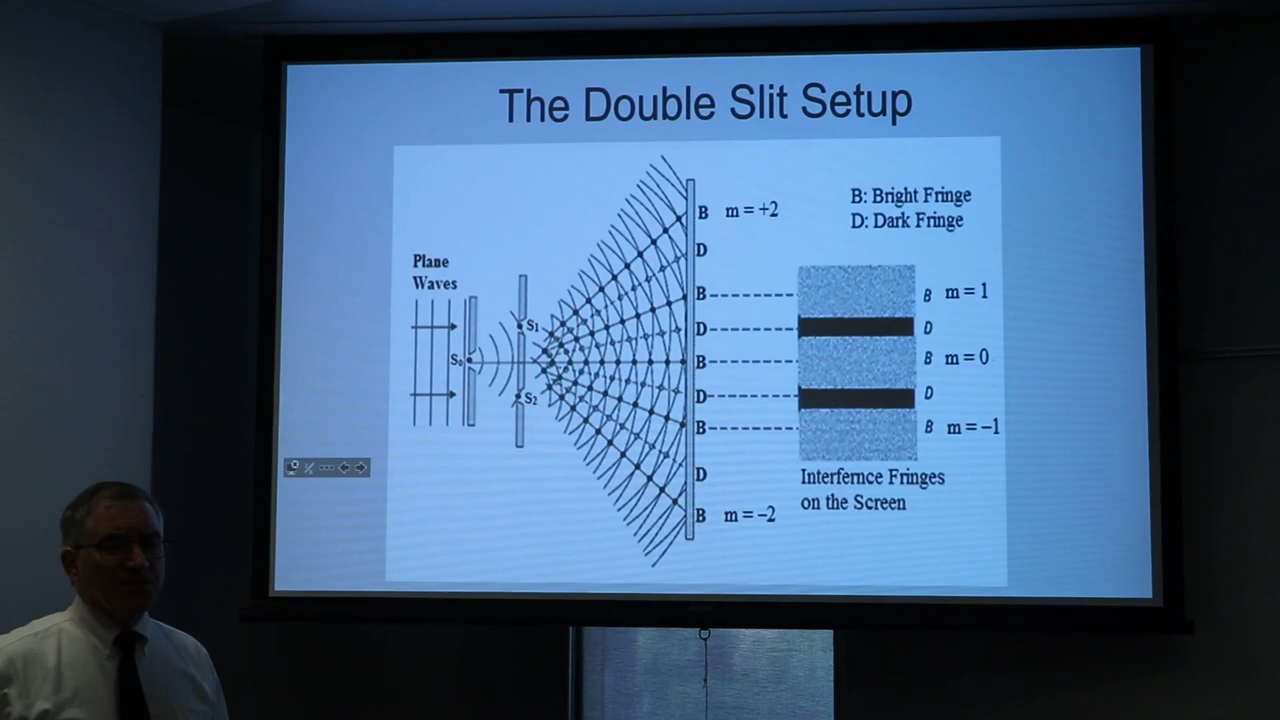 The Double Slit Setup
B: Bright Fringe
D: Dark Fringe
Plane
Waves
S₀
S₁
S₂
B m = +2
D
B
D
B
D
B
D
B m = −2
B m = 1
D
B m = 0
D
B m = −1
Interfernce Fringes
on the Screen